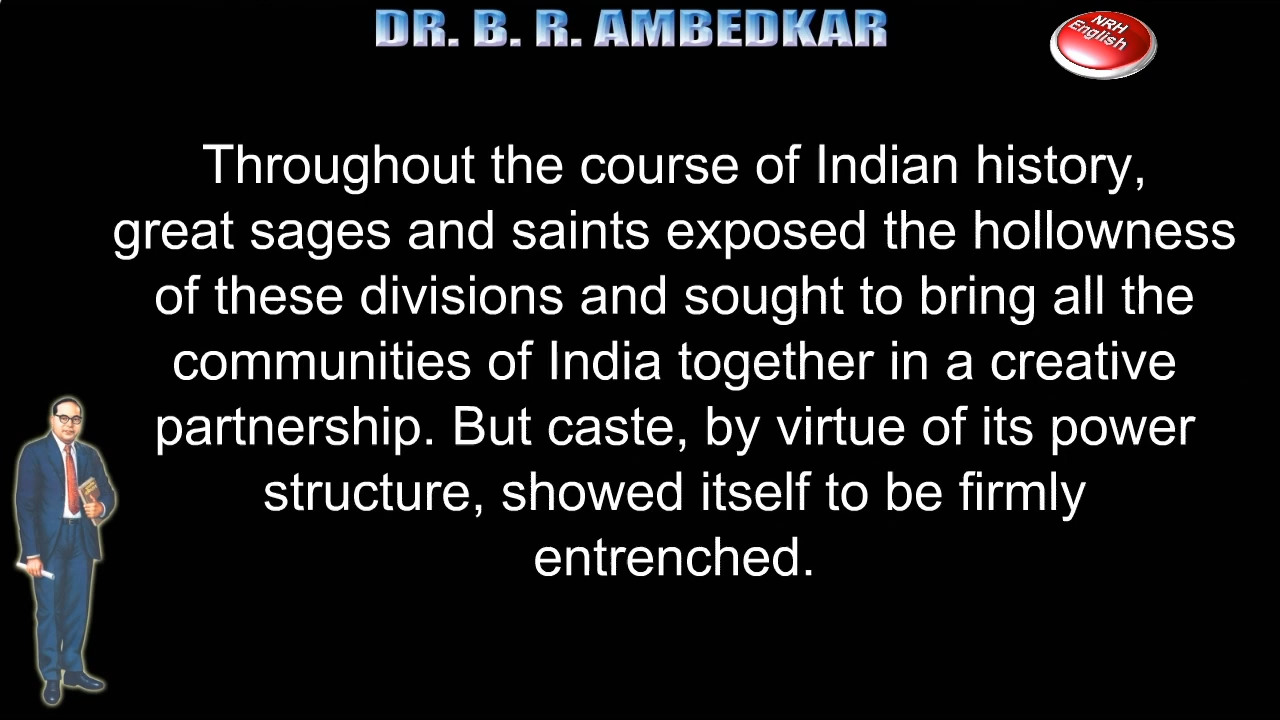 DR. B. R. AMBEDKAR
NRH
English
Throughout the course of Indian history,
great sages and saints exposed the hollowness
of these divisions and sought to bring all the
communities of India together in a creative
partnership. But caste, by virtue of its power
structure, showed itself to be firmly
entrenched.